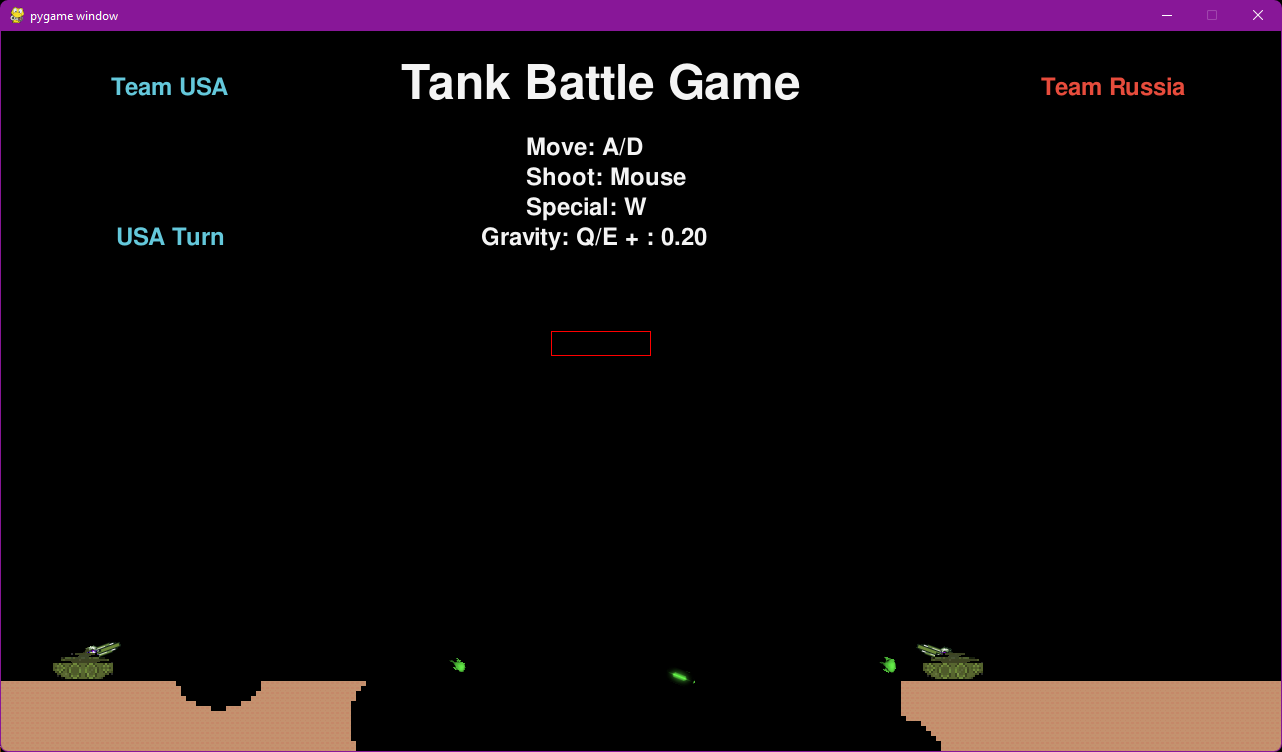 pygame window
Team USA
Tank Battle Game
Team Russia
Move: A/D
Shoot: Mouse
Special: W
USA Turn
Gravity: Q/E + : 0.20